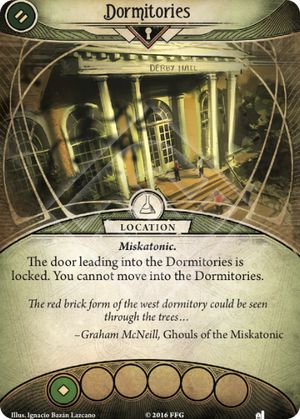 Dormitories
DERBY HALL
LOCATION
Miskatonic.
The door leading into the Dormitories is
locked. You cannot move into the Dormitories.
The red brick form of the west dormitory could be seen
through the trees…
–Graham McNeill, Ghouls of the Miskatonic
Illus. Ignacio Bazán Lazcano
© 2016 FFG